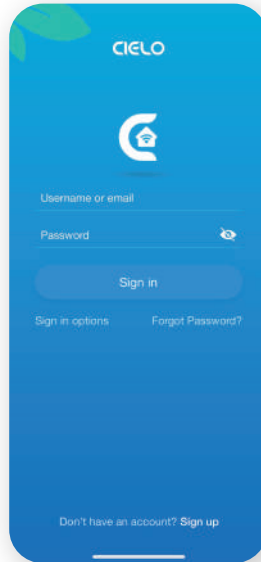 CIELO
Username or email
Password
Sign in
Sign in options Forgot Password?
Don't have an account? Sign up